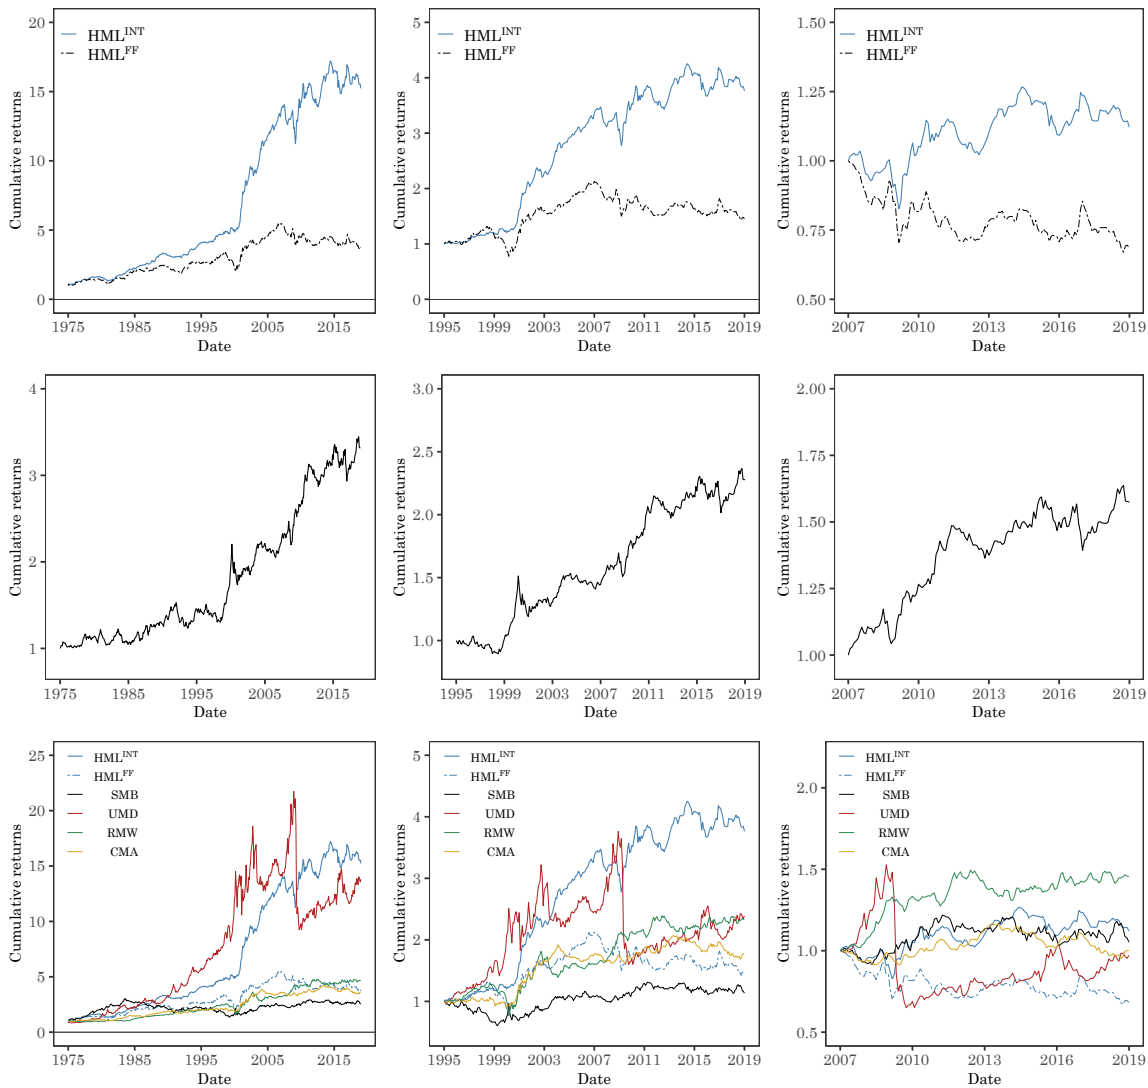 20
15
10
5
0
HML^INT
HML^FF
Cumulative returns
1975 1985 1995 2005 2015
Date
5
4
3
2
1
0
HML^INT
HML^FF
Cumulative returns
1995 1999 2003 2007 2011 2015 2019
Date
1.50
1.25
1.00
0.75
0.50
HML^INT
HML^FF
Cumulative returns
2007 2010 2013 2016 2019
Date
4
3
2
1
Cumulative returns
1975 1985 1995 2005 2015
Date
3.0
2.5
2.0
1.5
1.0
Cumulative returns
1995 1999 2003 2007 2011 2015 2019
Date
2.00
1.75
1.50
1.25
1.00
Cumulative returns
2007 2010 2013 2016 2019
Date
25
20
15
10
5
0
HML^INT
HML^FF
SMB
UMD
RMW
CMA
Cumulative returns
1975 1985 1995 2005 2015
Date
5
4
3
2
1
HML^INT
HML^FF
SMB
UMD
RMW
CMA
Cumulative returns
1995 1999 2003 2007 2011 2015 2019
Date
2.0
1.5
1.0
0.5
HML^INT
HML^FF
SMB
UMD
RMW
CMA
Cumulative returns
2007 2010 2013 2016 2019
Date